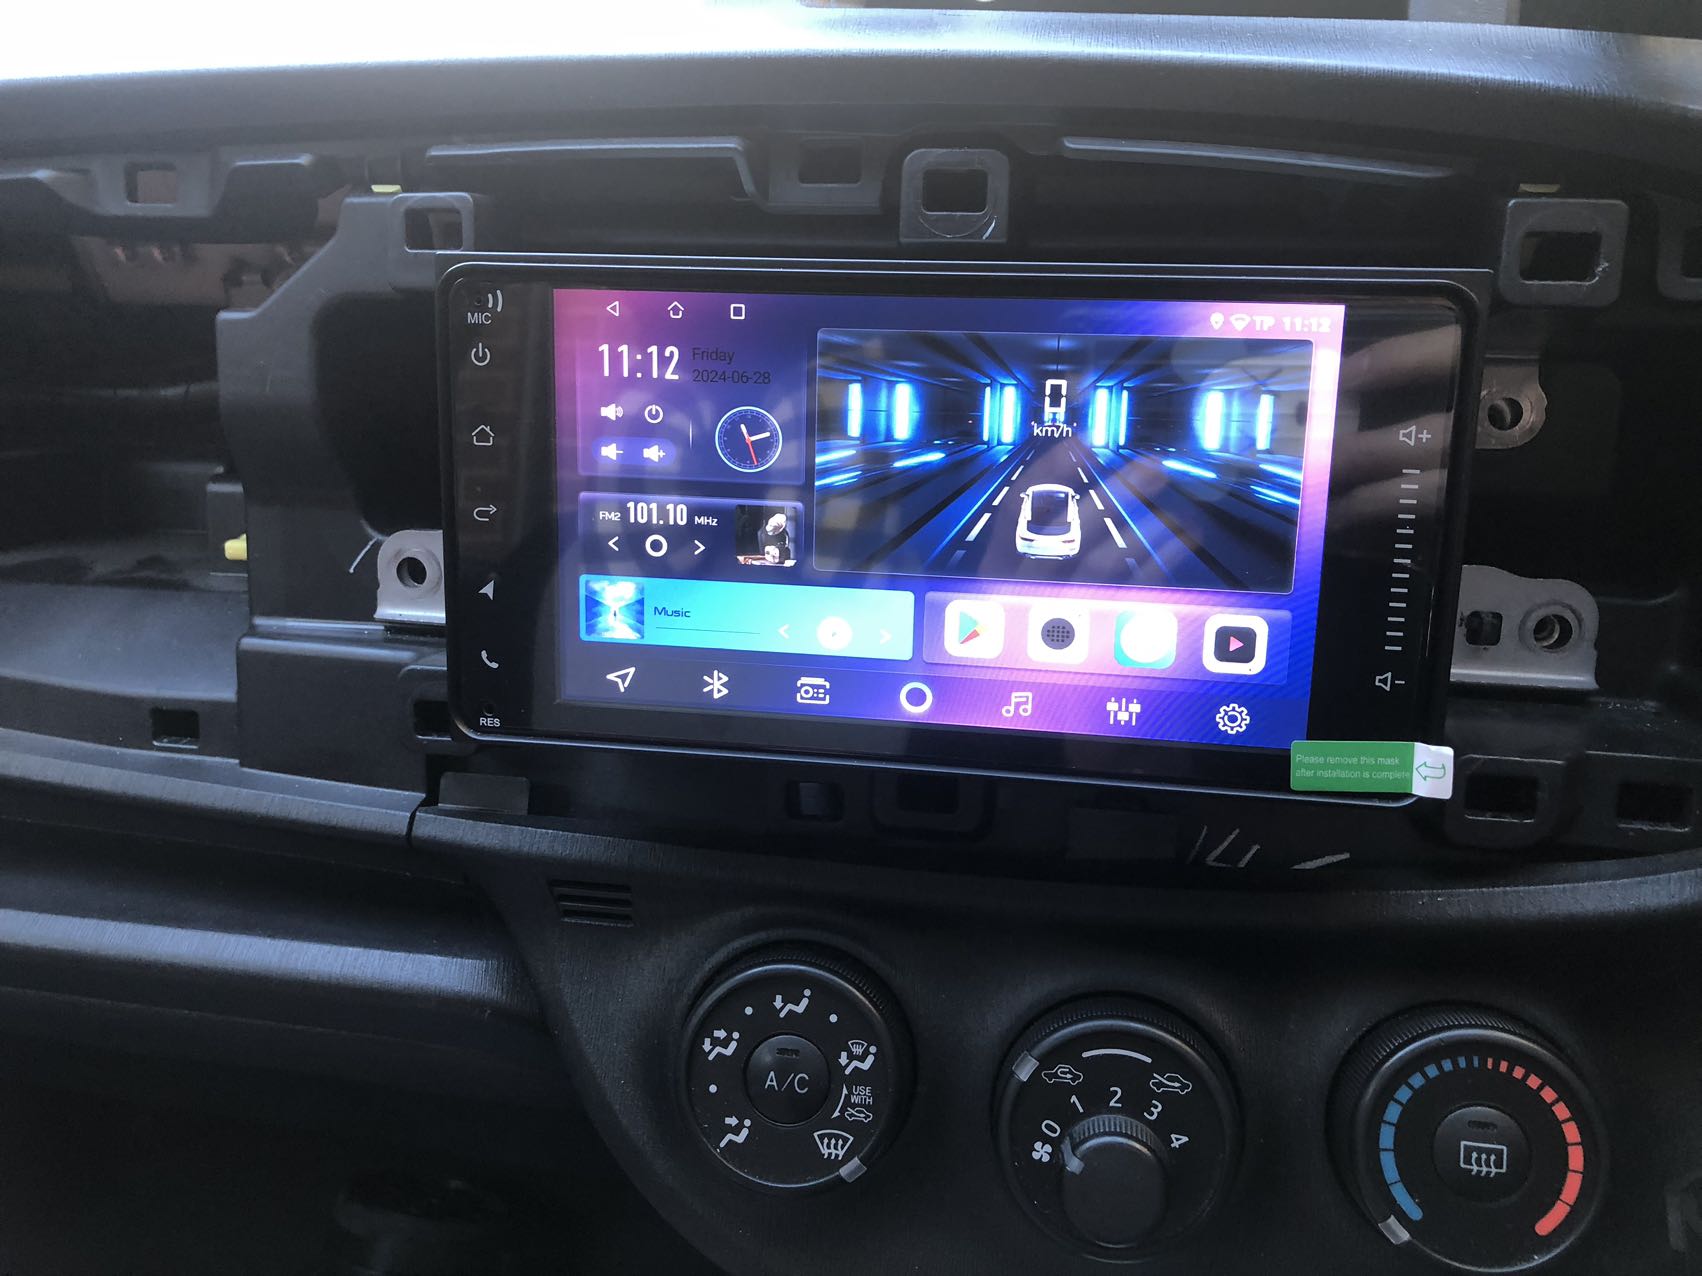 MIC
TP 11:12
11:12
Friday
2024-06-28
0
km/h
FM2 101.10 MHz
Music
RES
Please remove this mask
after installation is complete
A/C
USE
WITH
0 1 2 3 4